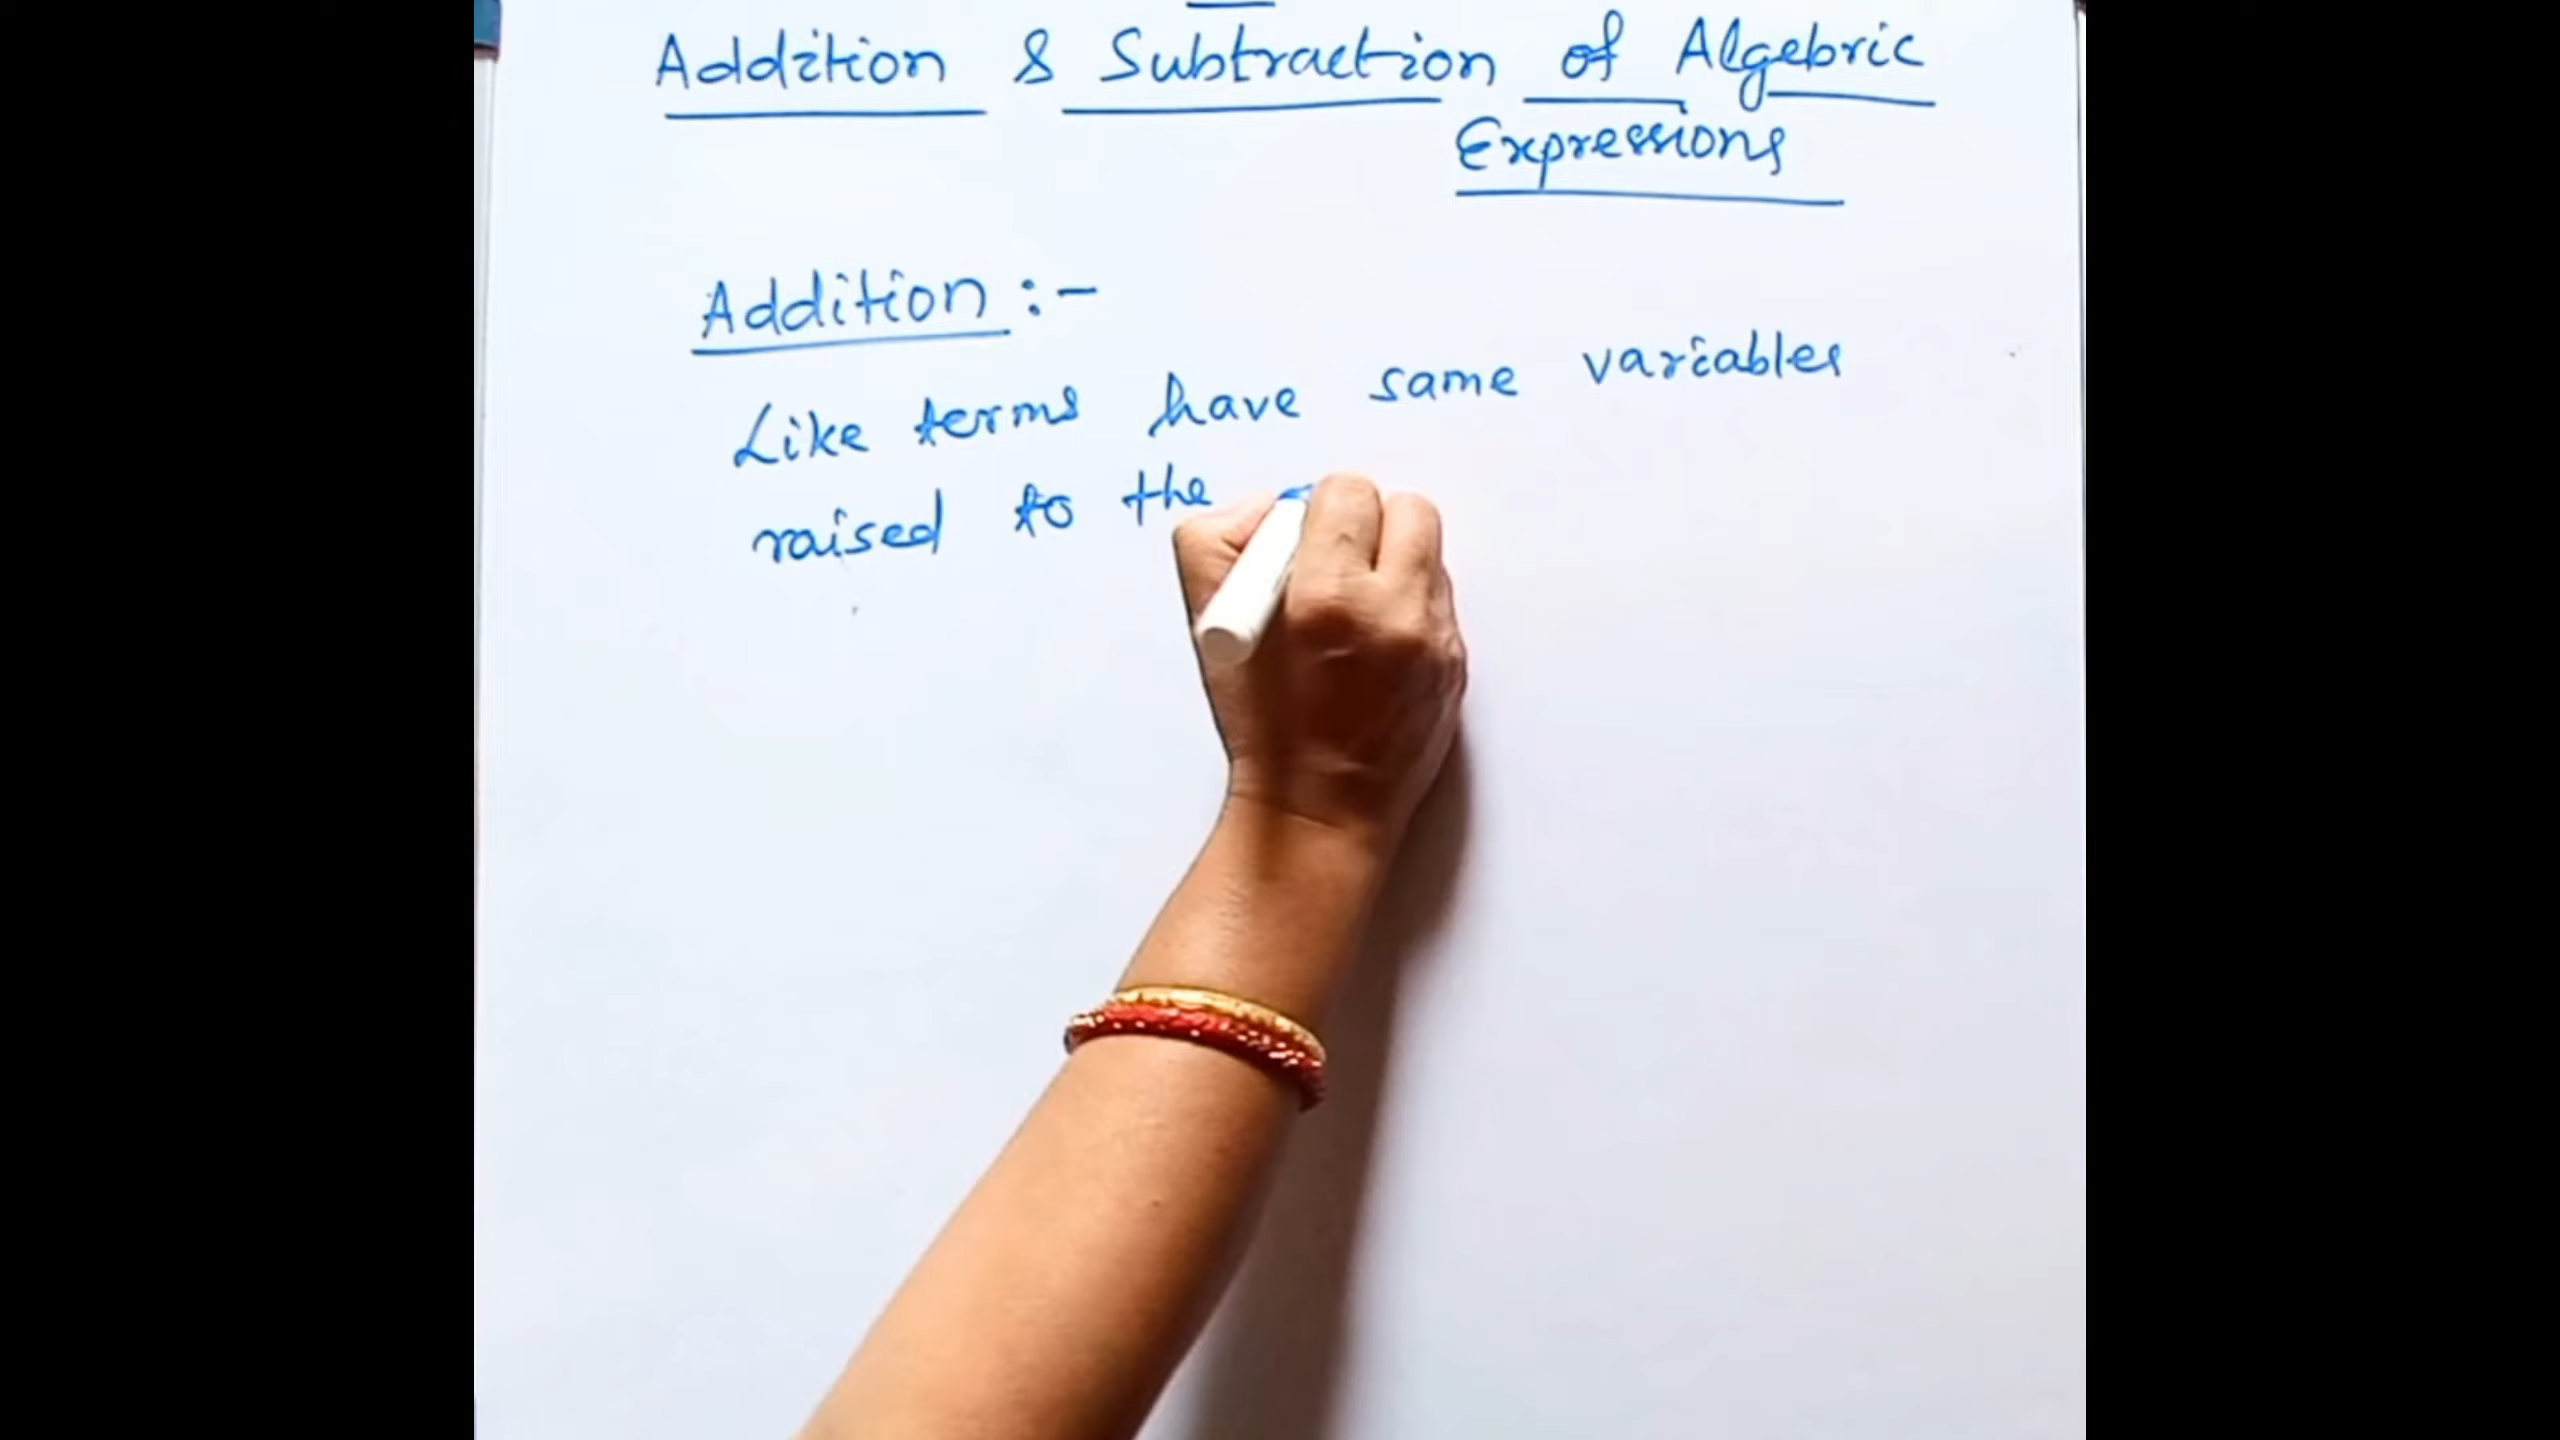 Addition & Subtraction of Algebric
Expressions
Addition :-
Like terms have same variables
raised to the